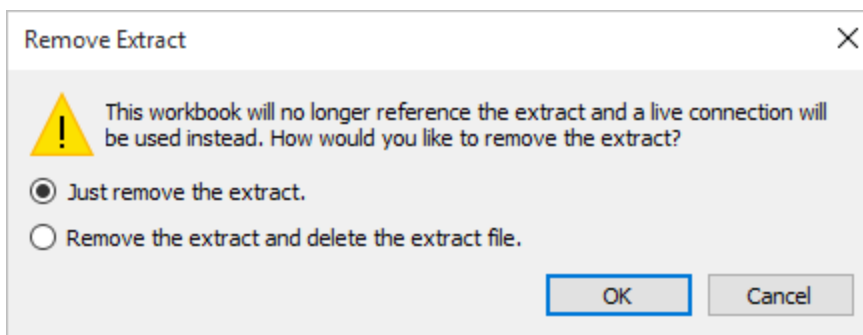 Remove Extract
This workbook will no longer reference the extract and a live connection will
be used instead. How would you like to remove the extract?
Just remove the extract.
Remove the extract and delete the extract file.
OK Cancel